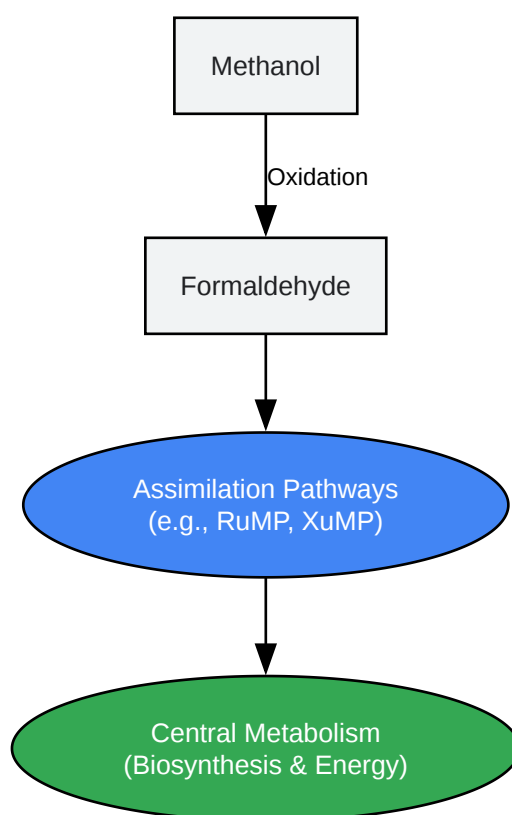 Methanol
Oxidation
Formaldehyde
Assimilation Pathways
(e.g., RuMP, XuMP)
Central Metabolism
(Biosynthesis & Energy)